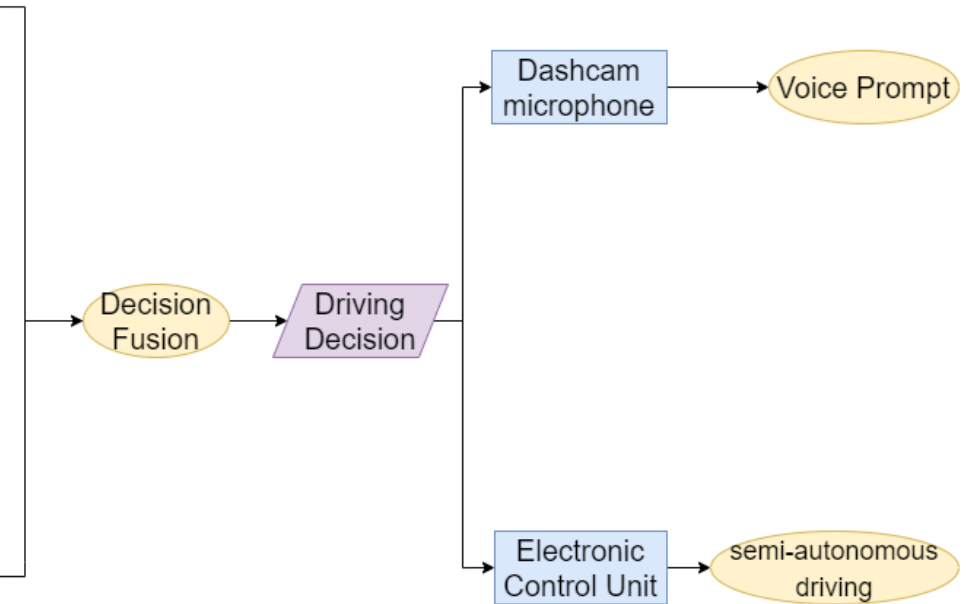 Dashcam
microphone
Voice Prompt
Decision
Fusion
Driving
Decision
Electronic
Control Unit
semi-autonomous
driving